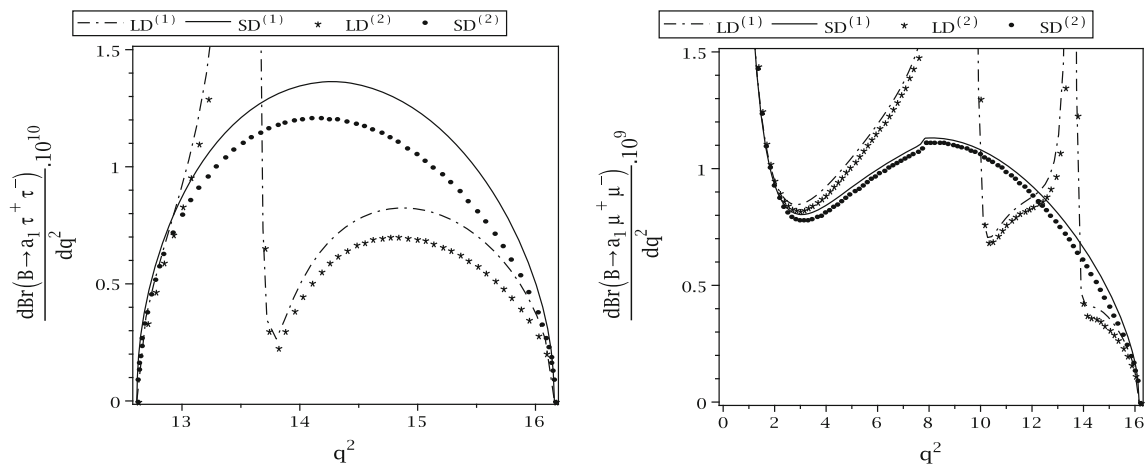 LD(1) SD(1) LD(2) SD(2)
1.5
1
0.5
0
dBr(B→a1 τ+ τ−)/dq2 .10^10
13 14 15 16
q2
LD(1) SD(1) LD(2) SD(2)
1.5
1
0.5
0
dBr(B→a1 μ+ μ−)/dq2 .10^9
0 2 4 6 8 10 12 14 16
q2